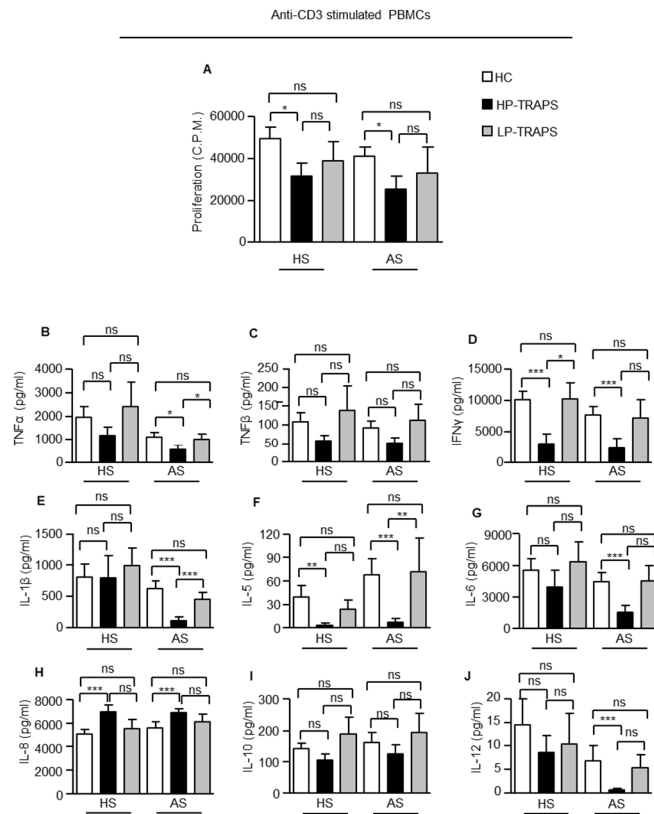 Anti-CD3 stimulated PBMCs
A
HC
HP-TRAPS
LP-TRAPS
Proliferation (C.P.M.)
60000
40000
20000
0
ns
* ns
ns
* ns
HS AS
B
TNFα (pg/ml)
4000
3000
2000
1000
0
ns
ns ns
ns
* *
HS AS
C
TNFβ (pg/ml)
250
200
150
100
50
0
ns
ns ns
ns
ns ns
HS AS
D
IFNγ (pg/ml)
15000
10000
5000
0
ns
*** *
ns
*** ns
HS AS
E
IL-1β (pg/ml)
1500
1000
500
0
ns
ns ns
ns
*** ***
HS AS
F
IL-5 (pg/ml)
120
90
60
30
0
ns
** ns
ns
*** **
HS AS
G
IL-6 (pg/ml)
9000
6000
3000
0
ns
ns ns
ns
*** ns
HS AS
H
IL-8 (pg/ml)
8000
6000
4000
2000
0
ns
*** ns
ns
*** ns
HS AS
I
IL-10 (pg/ml)
300
200
100
0
ns
ns ns
ns
ns ns
HS AS
J
IL-12 (pg/ml)
20
15
10
5
0
ns
ns ns
ns
*** ns
HS AS